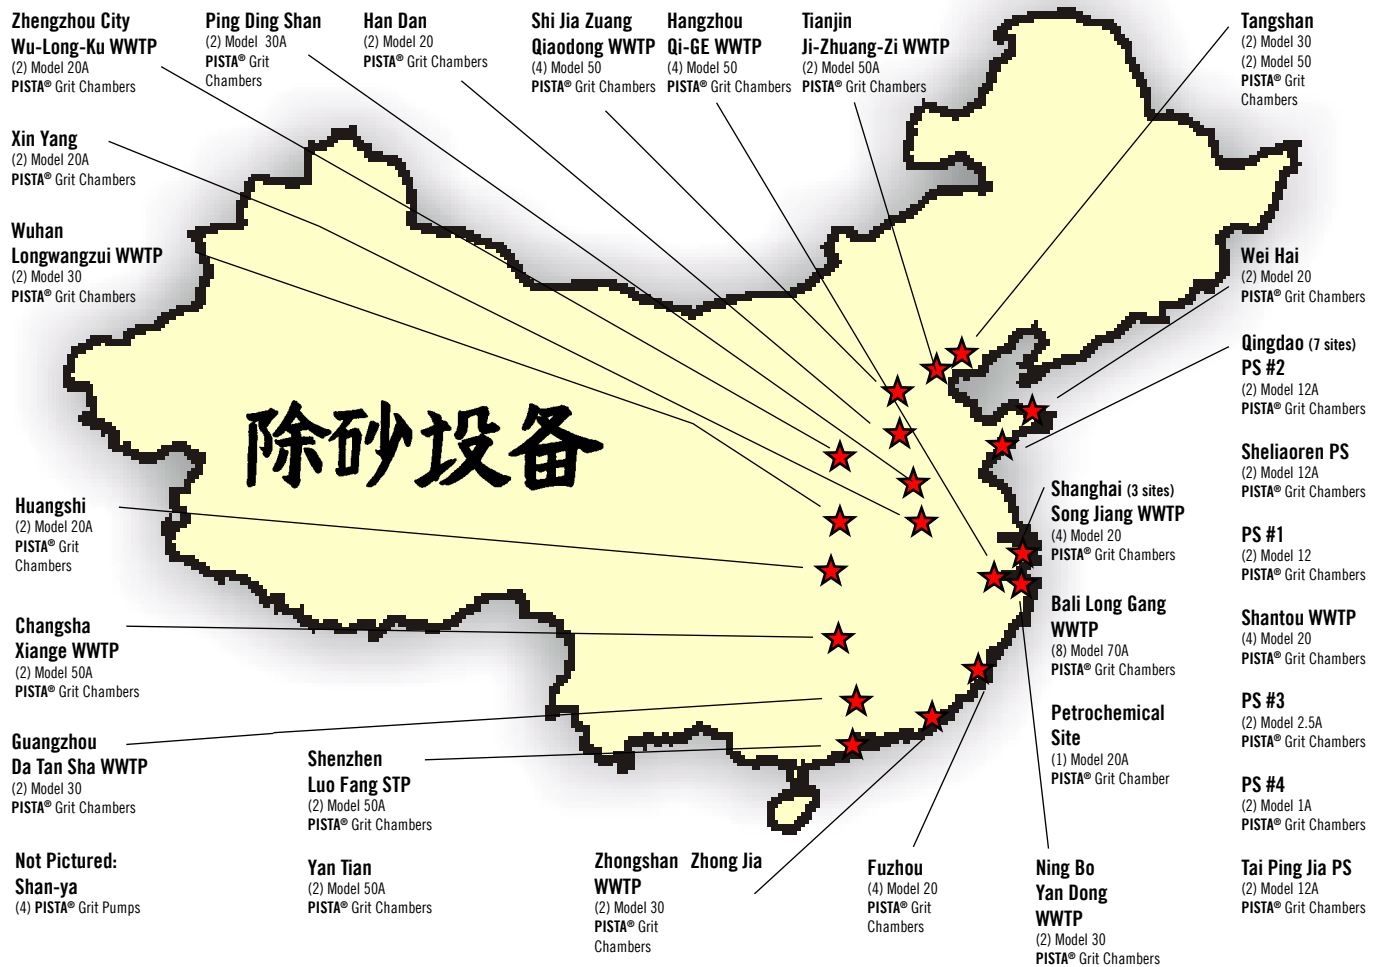 Zhengzhou City
Wu-Long-Ku WWTP
(2) Model 20A
PISTA® Grit Chambers
Ping Ding Shan
(2) Model 30A
PISTA® Grit
Chambers
Han Dan
(2) Model 20
PISTA® Grit Chambers
Shi Jia Zuang
Qiaodong WWTP
(4) Model 50
PISTA® Grit Chambers
Hangzhou
Qi-GE WWTP
(4) Model 50
PISTA® Grit Chambers
Tianjin
Ji-Zhuang-Zi WWTP
(2) Model 50A
PISTA® Grit Chambers
Tangshan
(2) Model 30
(2) Model 50
PISTA® Grit
Chambers
Xin Yang
(2) Model 20A
PISTA® Grit Chambers
Wuhan
Longwangzui WWTP
(2) Model 30
PISTA® Grit Chambers
Wei Hai
(2) Model 20
PISTA® Grit Chambers
Qingdao (7 sites)
PS #2
(2) Model 12A
PISTA® Grit Chambers
Sheliaoren PS
(2) Model 12A
PISTA® Grit Chambers
PS #1
(2) Model 12
PISTA® Grit Chambers
Shantou WWTP
(4) Model 20
PISTA® Grit Chambers
PS #3
(2) Model 2.5A
PISTA® Grit Chambers
PS #4
(2) Model 1A
PISTA® Grit Chambers
Tai Ping Jia PS
(2) Model 12A
PISTA® Grit Chambers
除砂设备
Shanghai (3 sites)
Song Jiang WWTP
(4) Model 20
PISTA® Grit Chambers
Bali Long Gang
WWTP
(8) Model 70A
PISTA® Grit Chambers
Petrochemical
Site
(1) Model 20A
PISTA® Grit Chamber
Huangshi
(2) Model 20A
PISTA® Grit
Chambers
Changsha
Xiange WWTP
(2) Model 50A
PISTA® Grit Chambers
Guangzhou
Da Tan Sha WWTP
(2) Model 30
PISTA® Grit Chambers
Shenzhen
Luo Fang STP
(2) Model 50A
PISTA® Grit Chambers
Not Pictured:
Shan-ya
(4) PISTA® Grit Pumps
Yan Tian
(2) Model 50A
PISTA® Grit Chambers
Zhongshan Zhong Jia
WWTP
(2) Model 30
PISTA® Grit
Chambers
Fuzhou
(4) Model 20
PISTA® Grit
Chambers
Ning Bo
Yan Dong
WWTP
(2) Model 30
PISTA® Grit Chambers